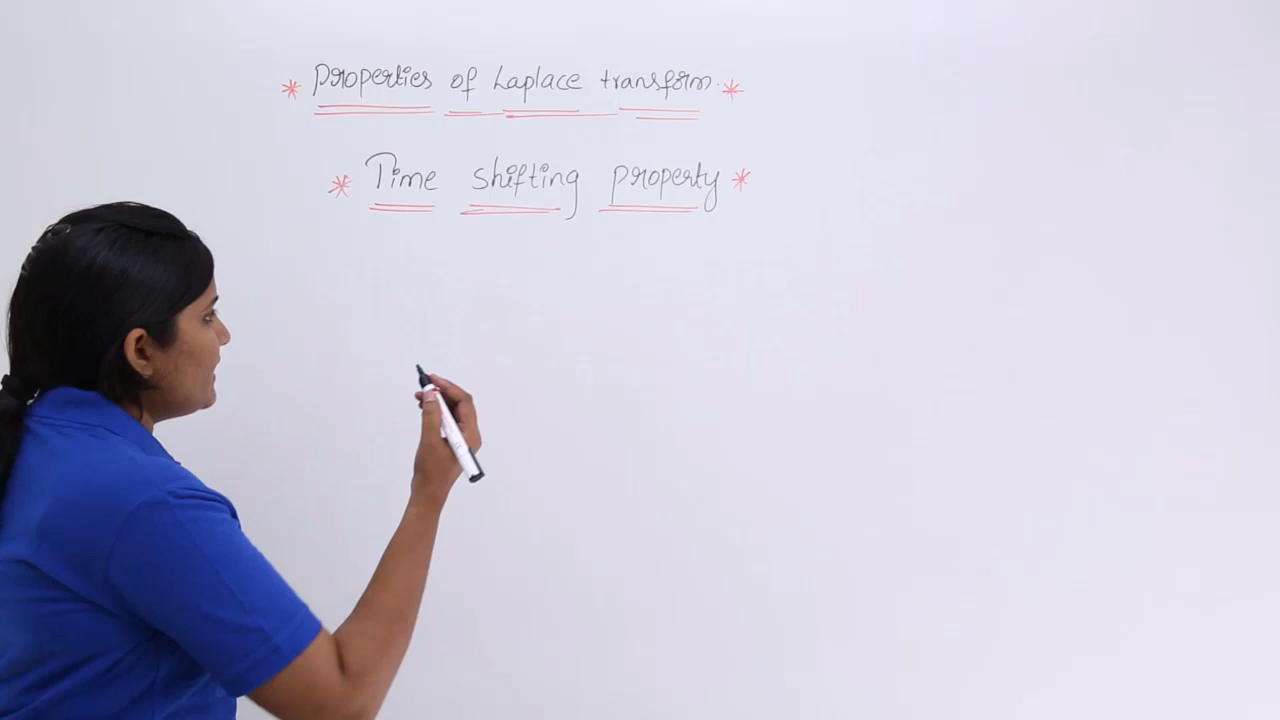 * Properties of Laplace transform. *
* Time shifting property *